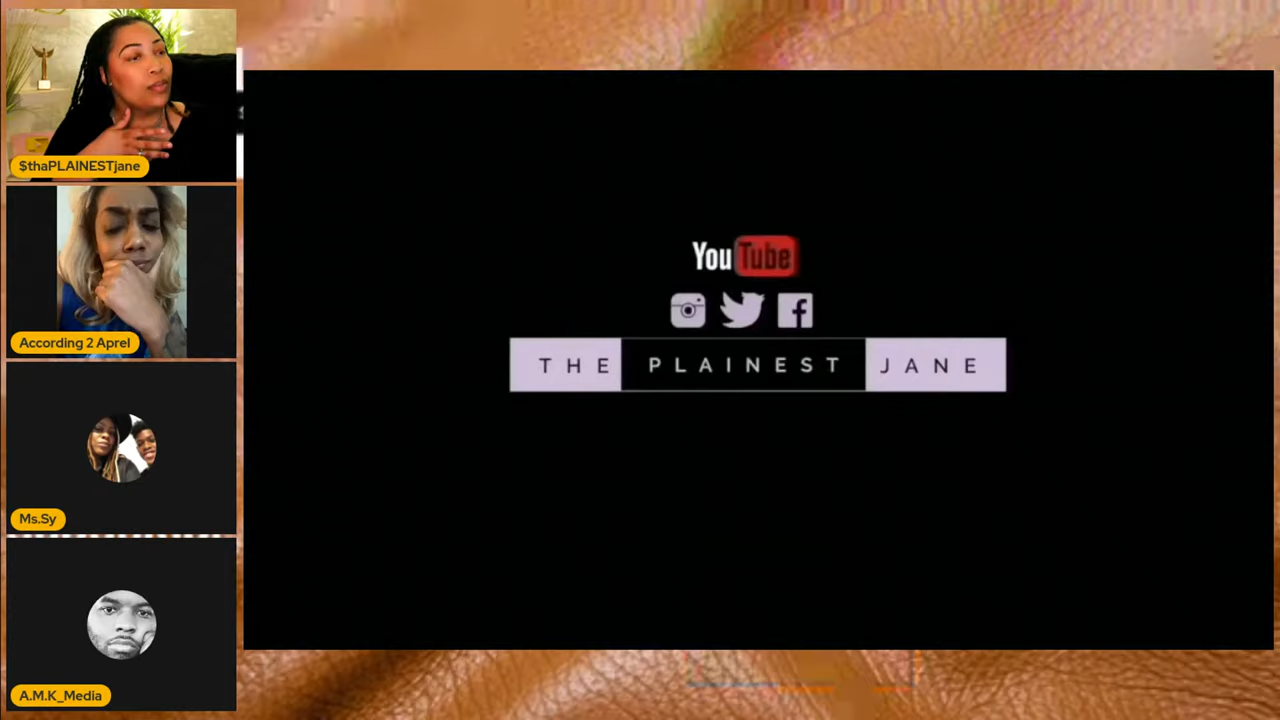 $thaPLAINESTjane
According 2 Aprel
Ms.Sy
A.M.K_Media
YouTube
THE PLAINEST JANE